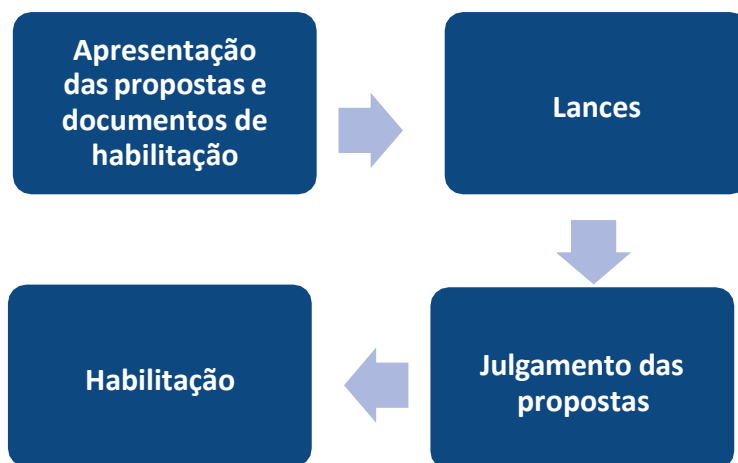 Apresentação
das propostas e
documentos de
habilitação
Lances
Julgamento das
propostas
Habilitação